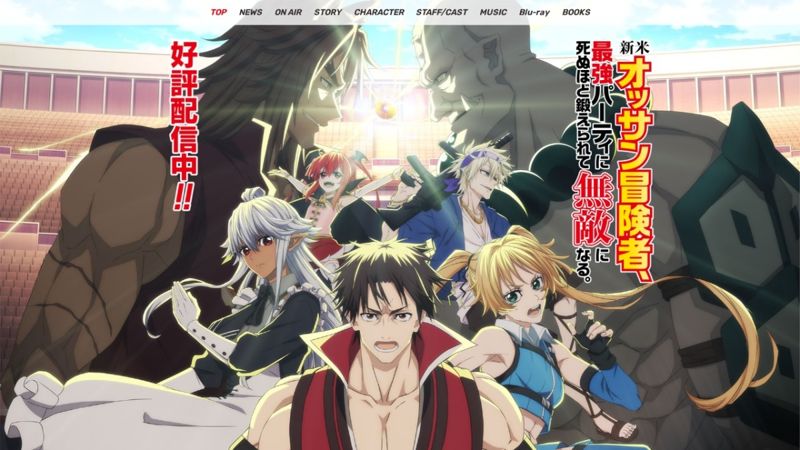 TOP NEWS ON AIR STORY CHARACTER STAFF/CAST MUSIC Blu-ray BOOKS
新米
オッサン冒険者、
最強パーティに
死ぬほど鍛えられて
無敵になる。
好評配信中!!